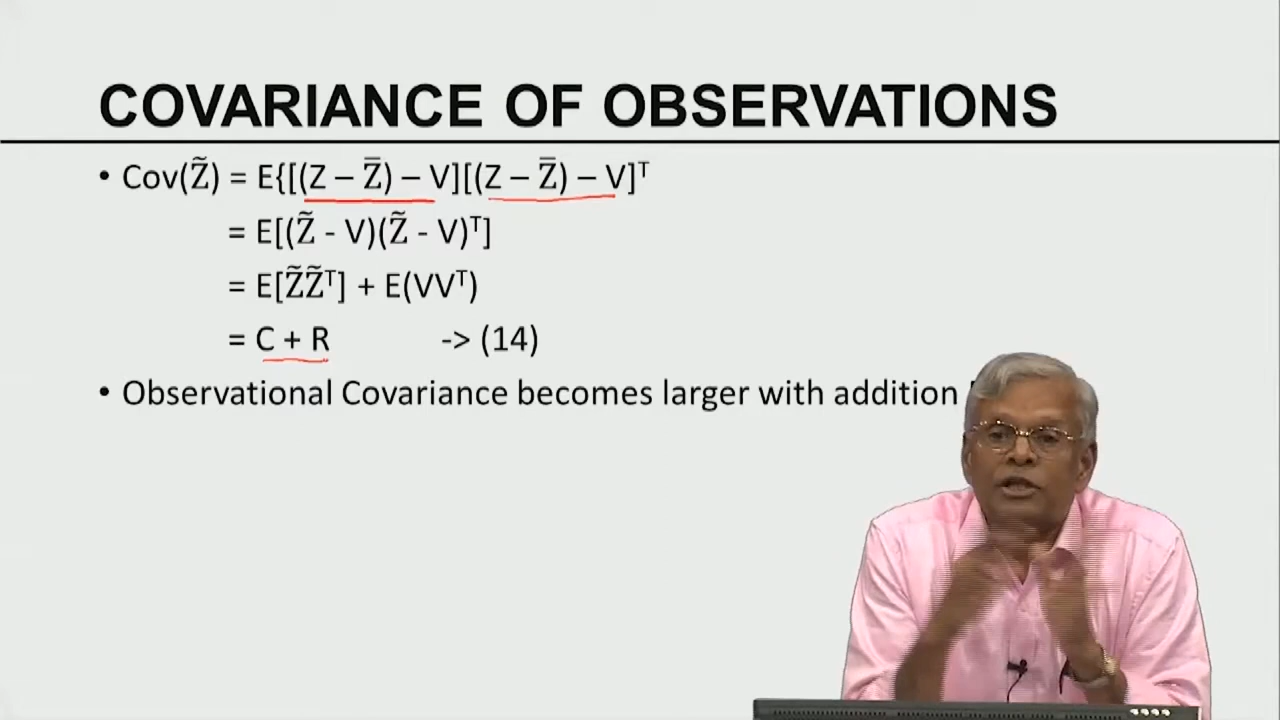 COVARIANCE OF OBSERVATIONS
• Cov(Z̃) = E{[(Z – Z̄) – V][(Z – Z̄) – V]ᵀ
= E[(Z̃ - V)(Z̃ - V)ᵀ]
= E[Z̃Z̃ᵀ] + E(VVᵀ)
= C + R -> (14)
• Observational Covariance becomes larger with addition